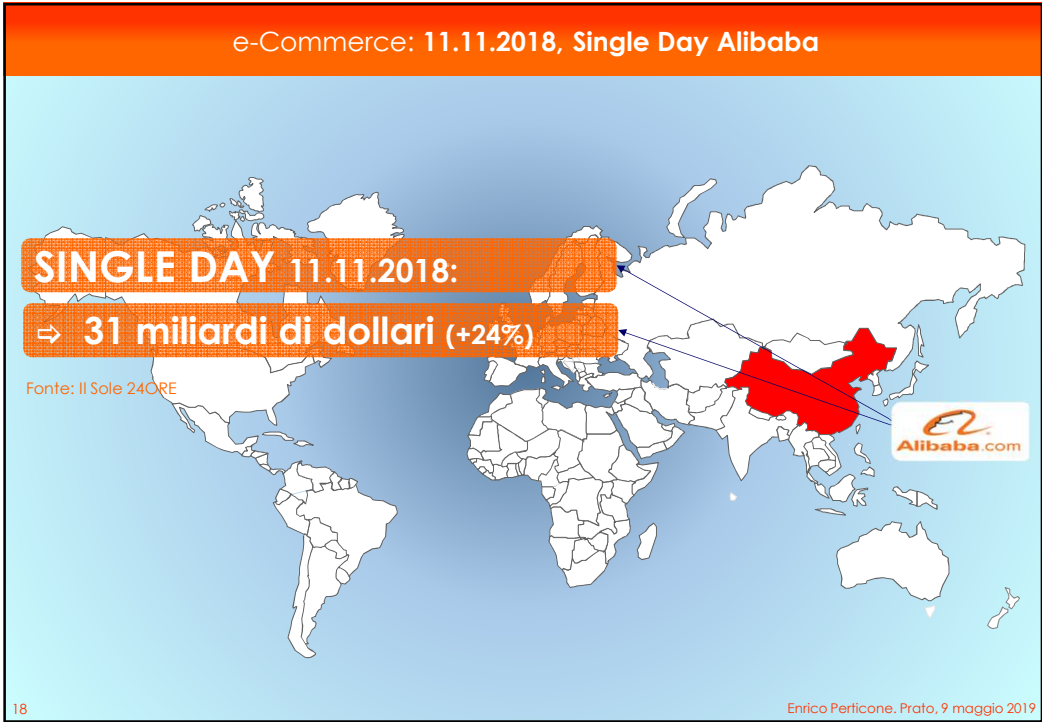 e-Commerce: 11.11.2018, Single Day Alibaba
SINGLE DAY 11.11.2018:
⇨ 31 miliardi di dollari (+24%)
Fonte: Il Sole 24ORE
Alibaba.com
18
Enrico Perticone. Prato, 9 maggio 2019